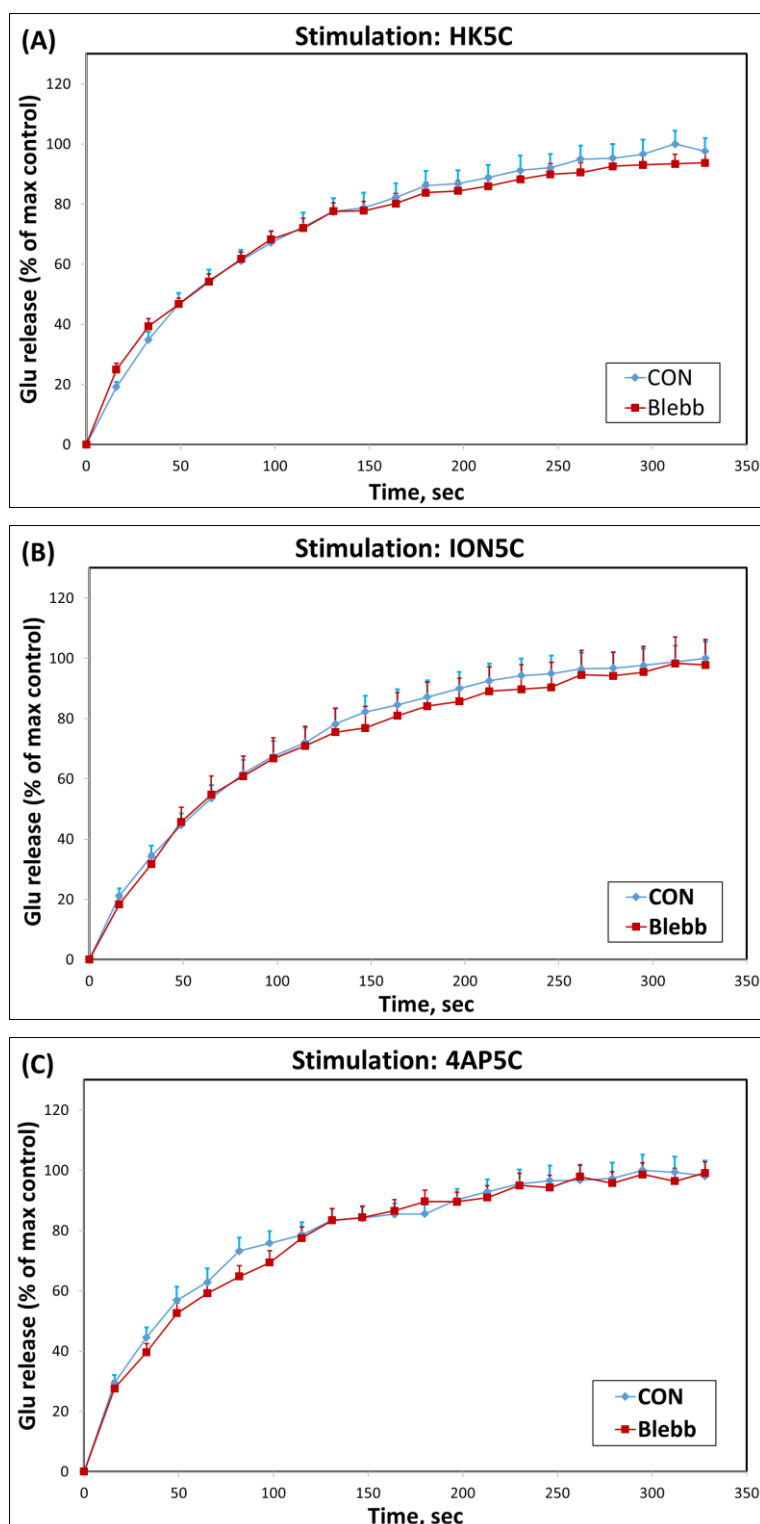 (A)
Stimulation: HK5C
Glu release (% of max control)
120
100
80
60
40
20
0
0 50 100 150 200 250 300 350
Time, sec
CON
Blebb
(B)
Stimulation: ION5C
Glu release (% of max control)
120
100
80
60
40
20
0
0 50 100 150 200 250 300 350
Time, sec
CON
Blebb
(C)
Stimulation: 4AP5C
Glu release (% of max control)
120
100
80
60
40
20
0
0 50 100 150 200 250 300 350
Time, sec
CON
Blebb